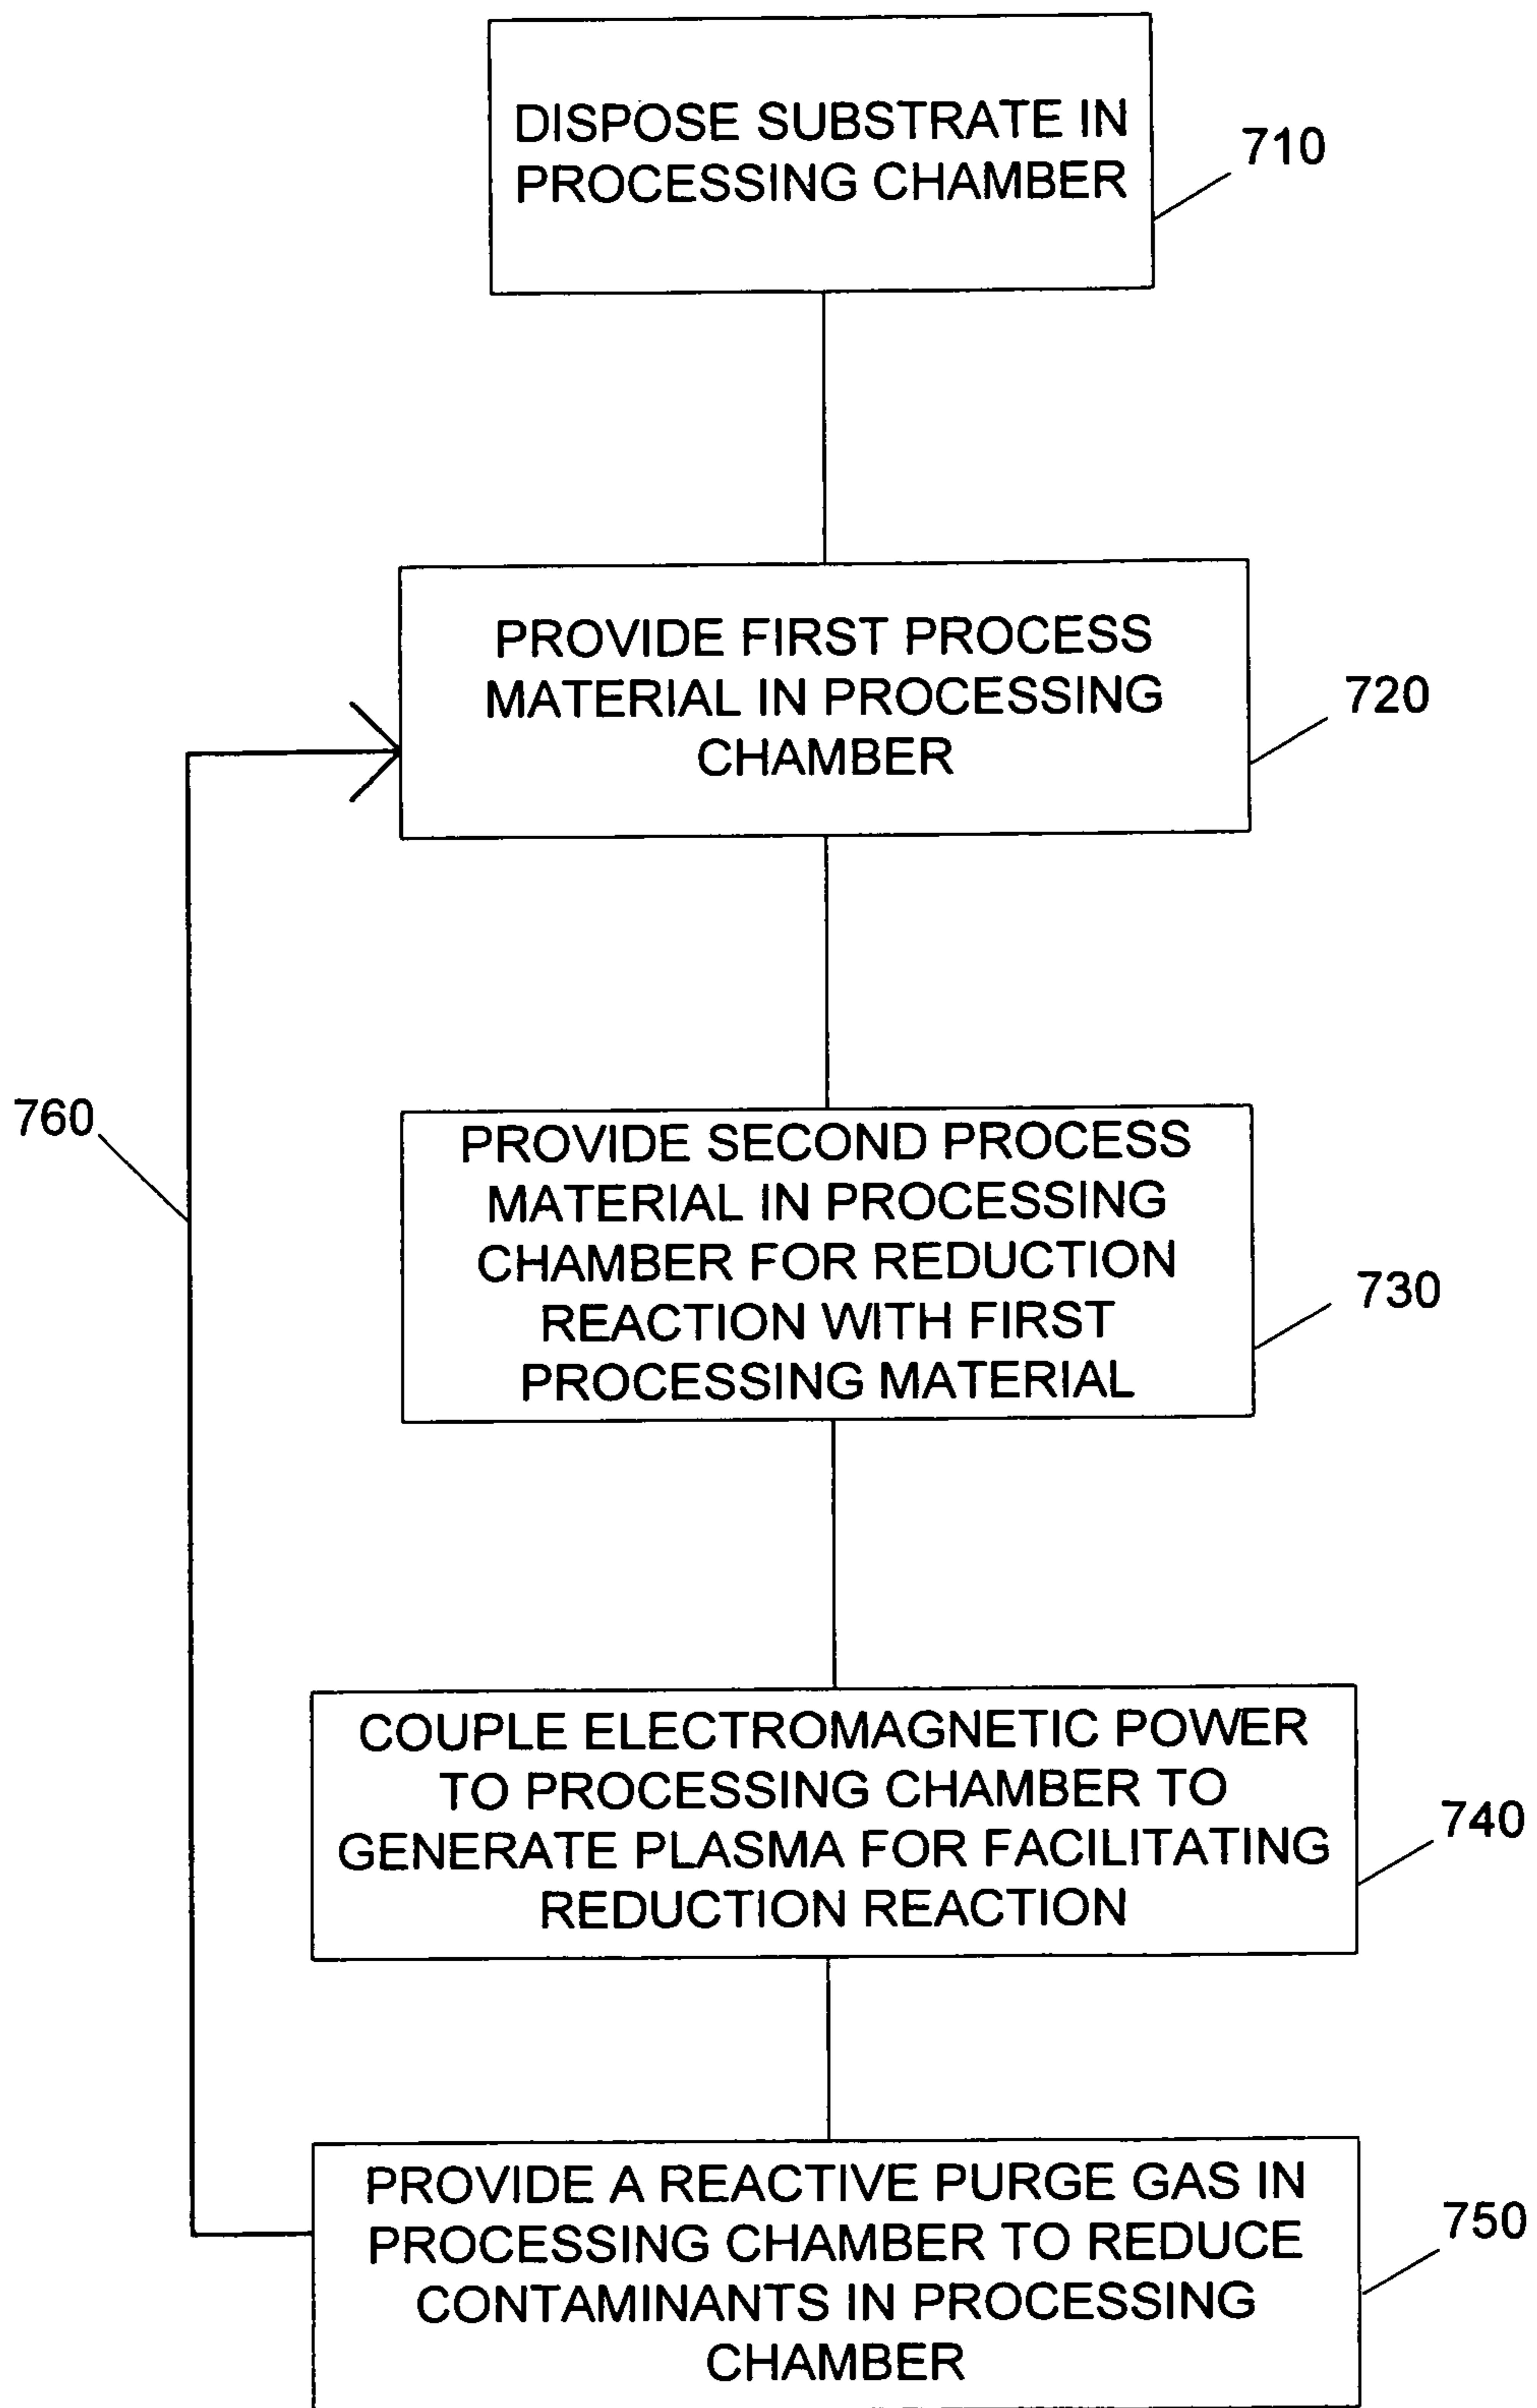 DISPOSE SUBSTRATE IN
PROCESSING CHAMBER
710
PROVIDE FIRST PROCESS
MATERIAL IN PROCESSING
CHAMBER
720
760
PROVIDE SECOND PROCESS
MATERIAL IN PROCESSING
CHAMBER FOR REDUCTION
REACTION WITH FIRST
PROCESSING MATERIAL
730
COUPLE ELECTROMAGNETIC POWER
TO PROCESSING CHAMBER TO
GENERATE PLASMA FOR FACILITATING
REDUCTION REACTION
740
PROVIDE A REACTIVE PURGE GAS IN
PROCESSING CHAMBER TO REDUCE
CONTAMINANTS IN PROCESSING
CHAMBER
750